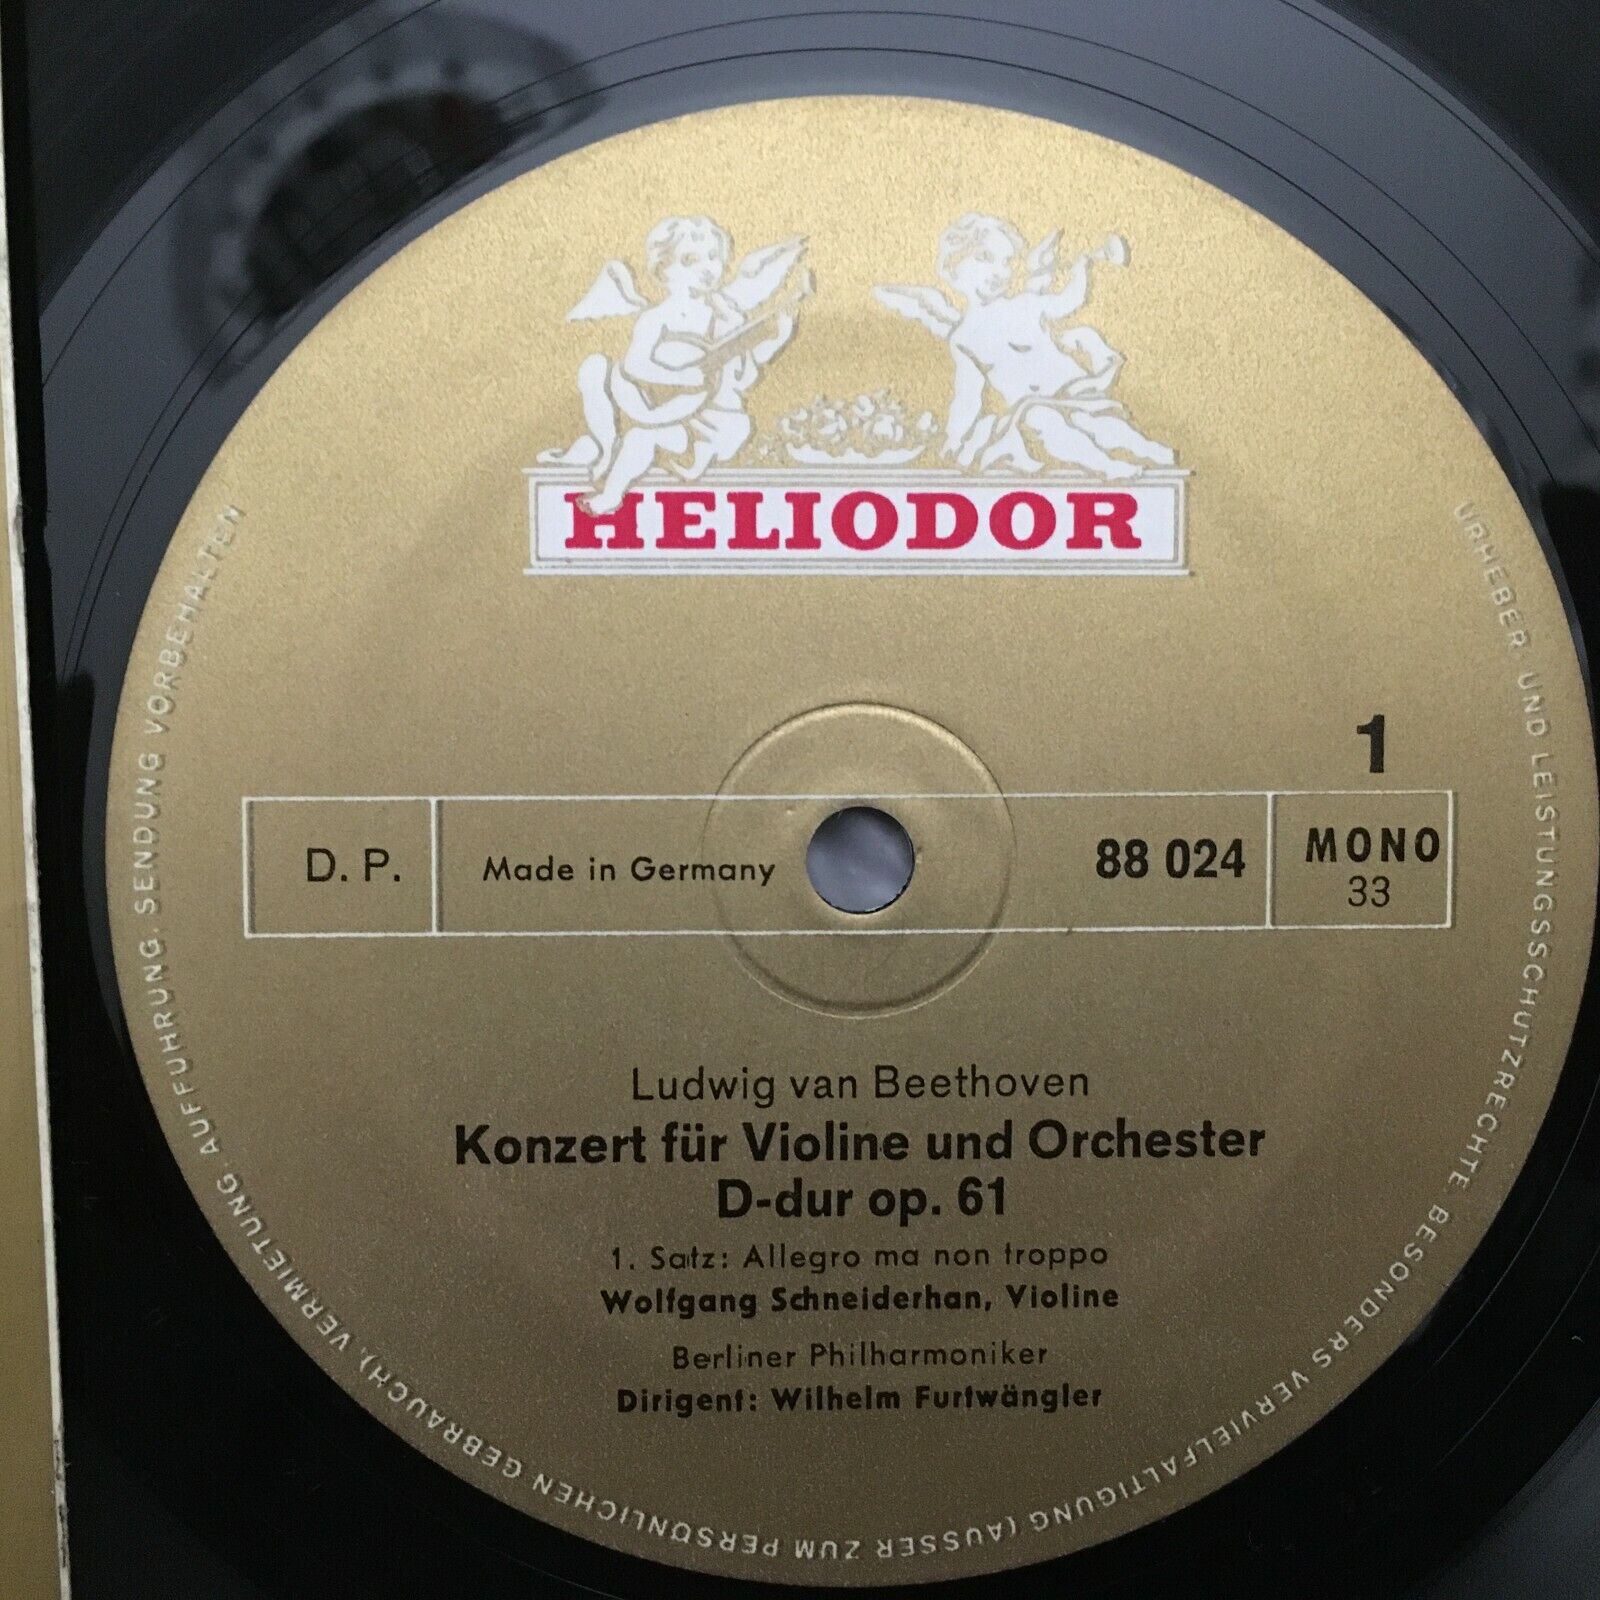 HELIODOR
1
D. P.
Made in Germany
88 024
MONO
33
Ludwig van Beethoven
Konzert für Violine und Orchester
D-dur op. 61
1. Satz: Allegro ma non troppo
Wolfgang Schneiderhan, Violine
Berliner Philharmoniker
Dirigent: Wilhelm Furtwängler
URHEBER UND LEISTUNGSSCHUTZRECHTE, BESONDERS VERVIELFÄLTIGUNG (AUSSER ZUM PERSÖNLICHEN GEBRAUCH), VERMIETUNG, AUFFÜHRUNG, SENDUNG VORBEHALTEN